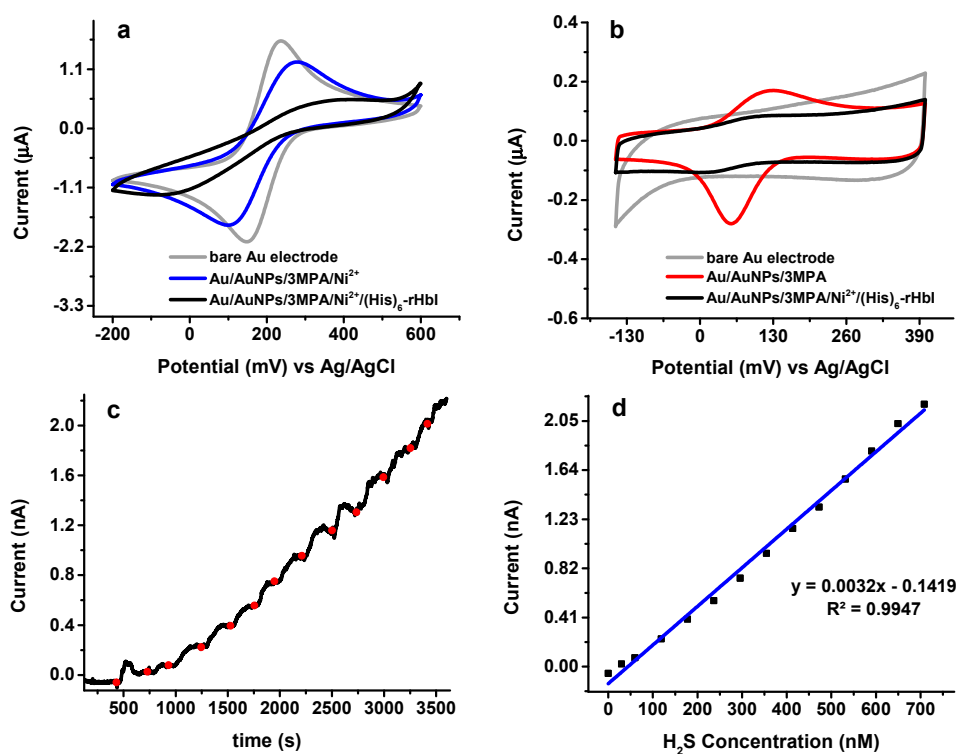 a
Current (µA)
1.1
0.0
-1.1
-2.2
-3.3
bare Au electrode
Au/AuNPs/3MPA/Ni²⁺
Au/AuNPs/3MPA/Ni²⁺/(His)₆-rHbI
-200 0 200 400 600
Potential (mV) vs Ag/AgCl
b
Current (µA)
0.4
0.2
0.0
-0.2
-0.4
-0.6
bare Au electrode
Au/AuNPs/3MPA
Au/AuNPs/3MPA/Ni²⁺/(His)₆-rHbI
-130 0 130 260 390
Potential (mV) vs Ag/AgCl
c
Current (nA)
2.0
1.6
1.2
0.8
0.4
0.0
500 1000 1500 2000 2500 3000 3500
time (s)
d
Current (nA)
2.05
1.64
1.23
0.82
0.41
0.00
y = 0.0032x - 0.1419
R² = 0.9947
0 100 200 300 400 500 600 700
H₂S Concentration (nM)